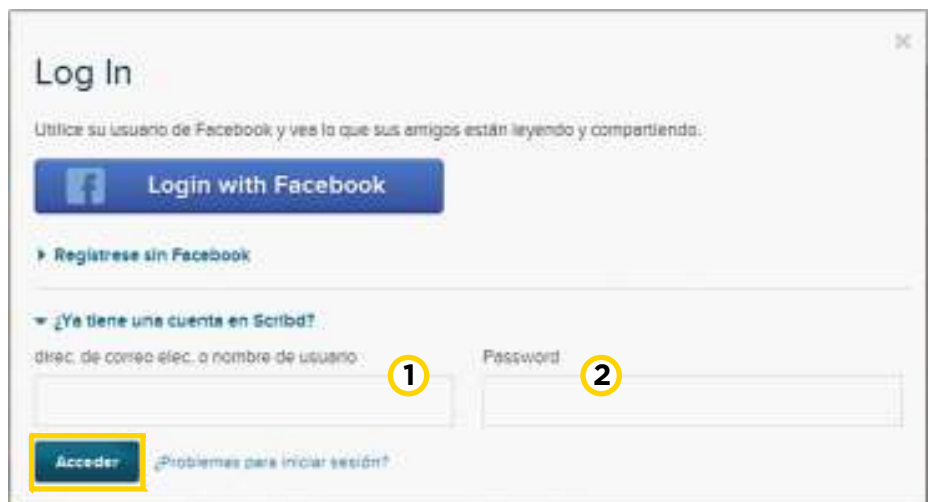 Log In
Utilice su usuario de Facebook y vea lo que sus amigos están leyendo y compartiendo.
f Login with Facebook
Regístrese sin Facebook
¿Ya tiene una cuenta en Scribd?
direc. de correo elec. o nombre de usuario 1 Password 2
Acceder ¿Problemas para iniciar sesión?